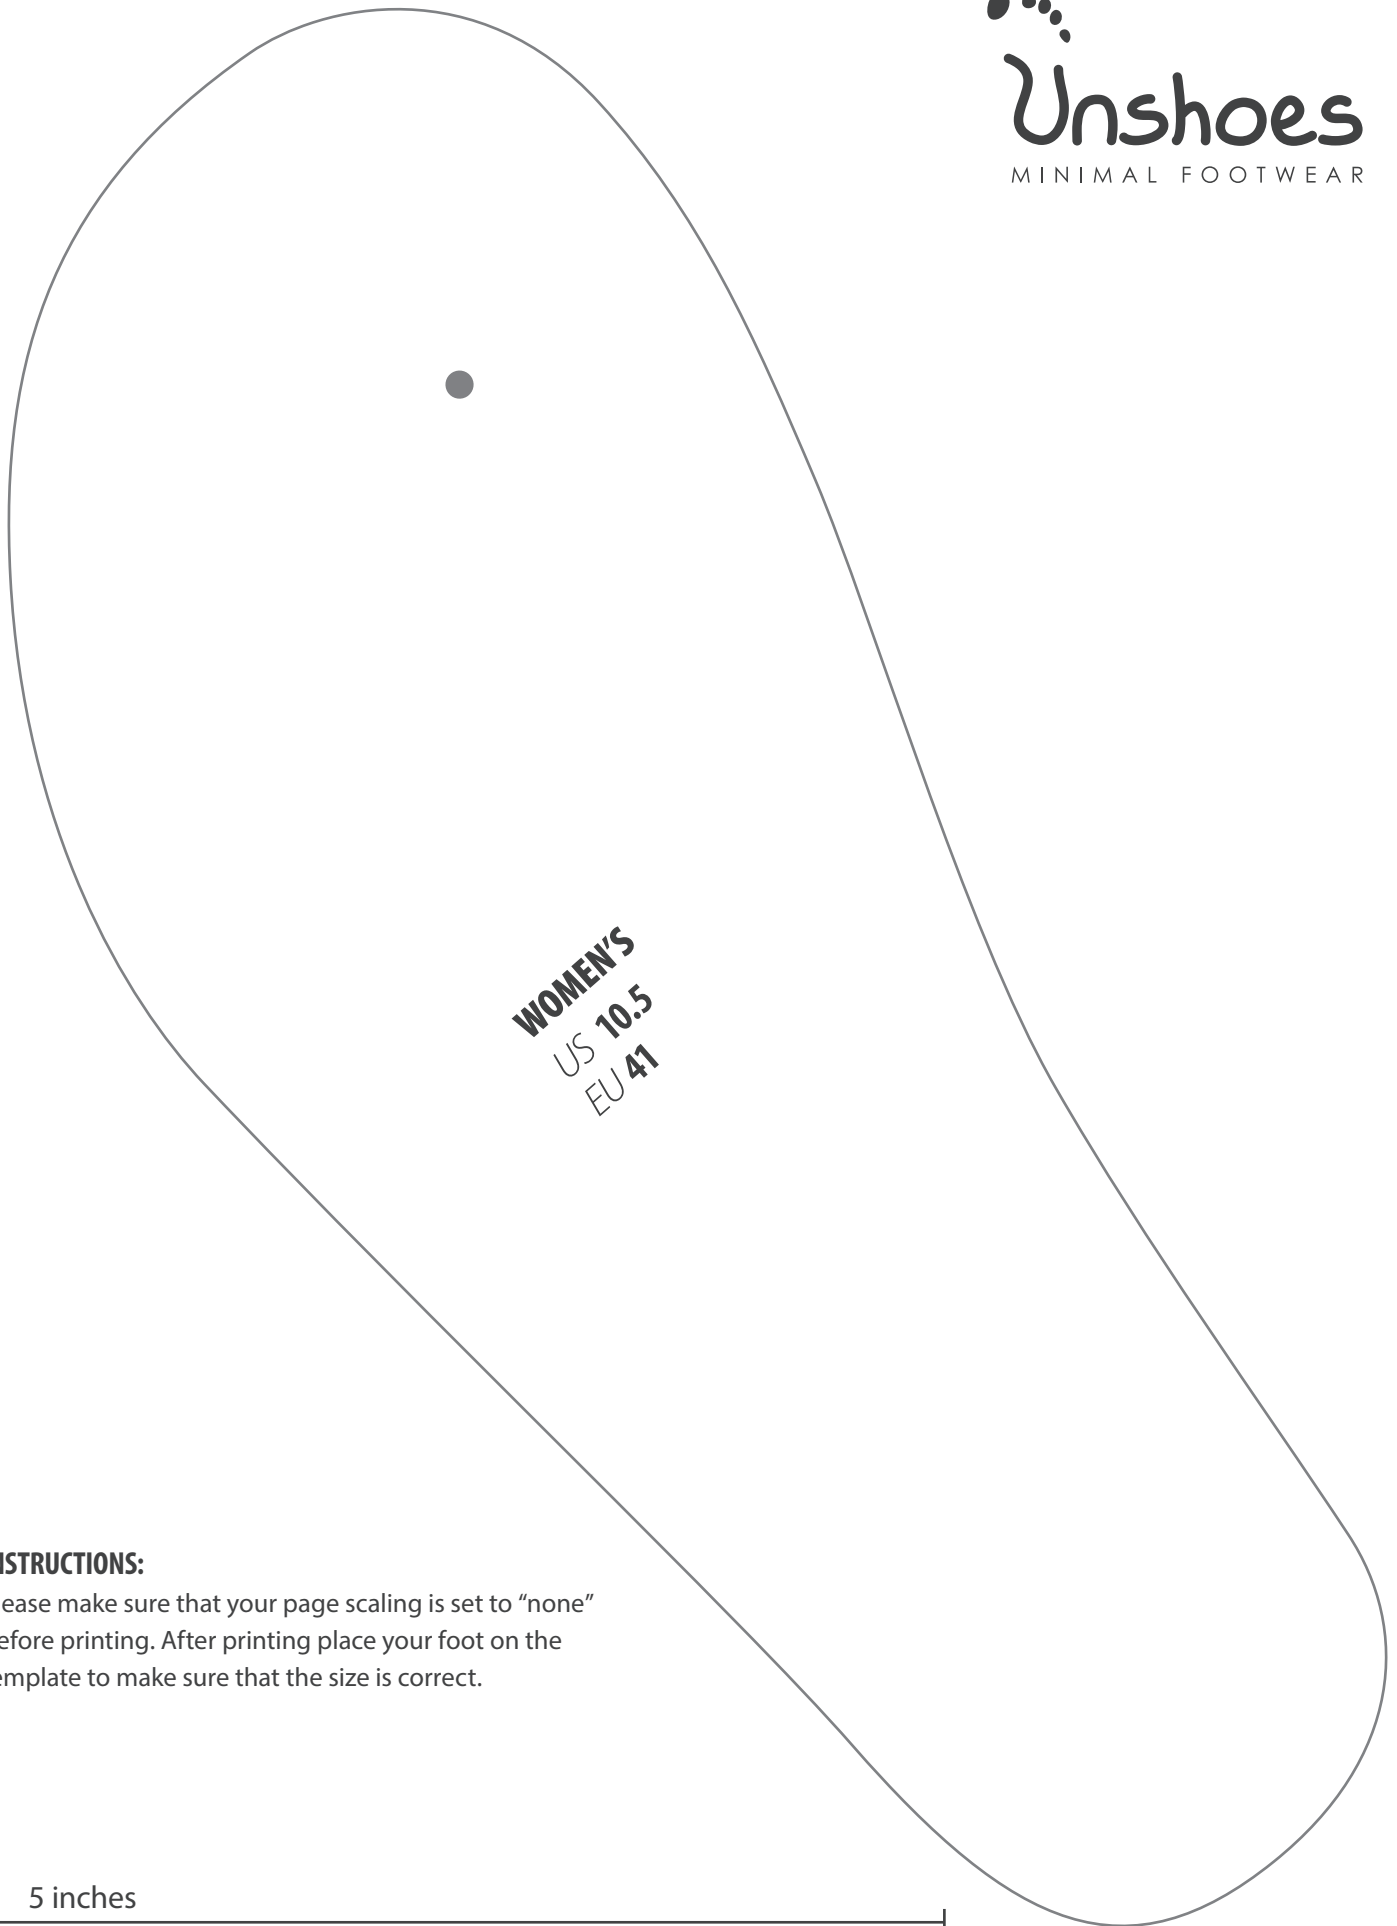 Unshoes
MINIMAL FOOTWEAR
WOMEN'S
US 10.5
EU 41
NSTRUCTIONS:
ease make sure that your page scaling is set to “none”
efore printing. After printing place your foot on the
emplate to make sure that the size is correct.
5 inches